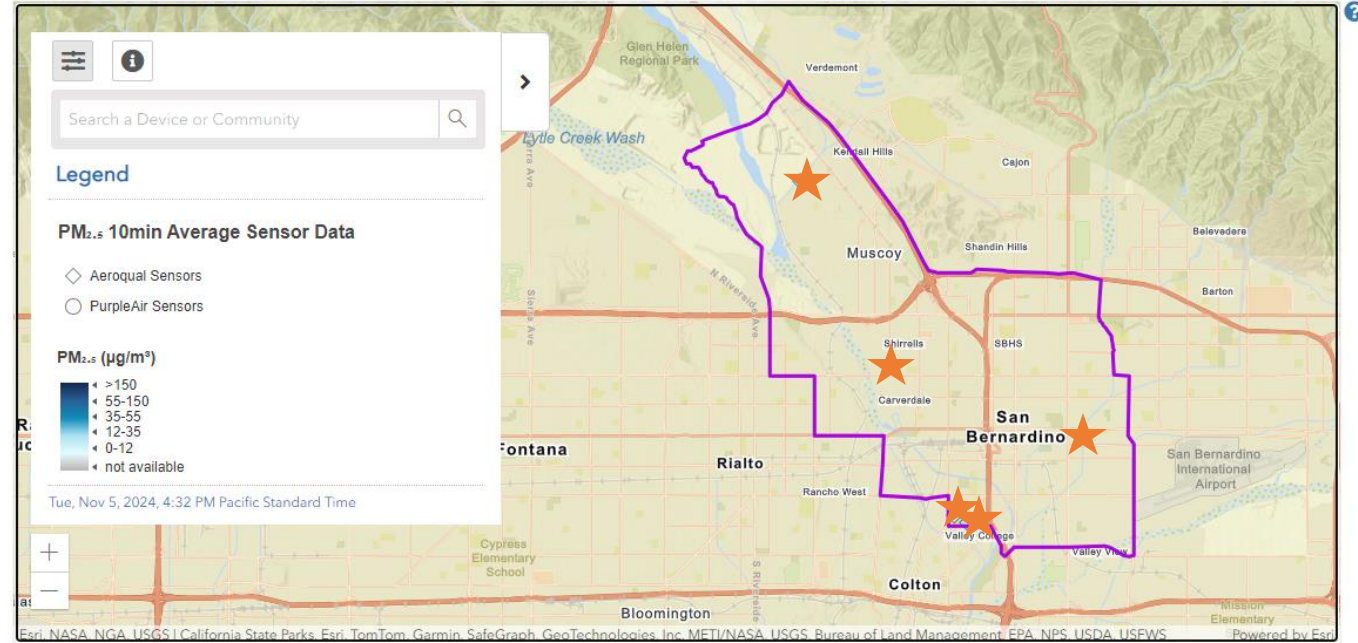 Glen Helen
Regional Park
Verdemont
Search a Device or Community
Lytle Creek Wash
Kendall Hills
Cajon
Legend
Sierra Ave
PM2.5 10min Average Sensor Data
Belevedere
Muscoy
Shandin Hills
Aeroqual Sensors
N Riverside Ave
Barton
PurpleAir Sensors
Sierra Ave
PM2.5 (µg/m³)
Shirrells
SBHS
>150
55-150
35-55
12-35
0-12
not available
Carverdale
San
Bernardino
Fontana
Rialto
San Bernardino
International
Airport
Rancho West
Tue, Nov 5, 2024, 4:32 PM Pacific Standard Time
Valley College
Valley View
Cypress
Elementary
School
Colton
Bloomington
Mission
Elementary
Esri, NASA, NGA, USGS | California State Parks, Esri, TomTom, Garmin, SafeGraph, GeoTechnologies, Inc, METI/NASA, USGS, Bureau of Land Management, EPA, NPS, USDA, USFWS
Powered by Esri